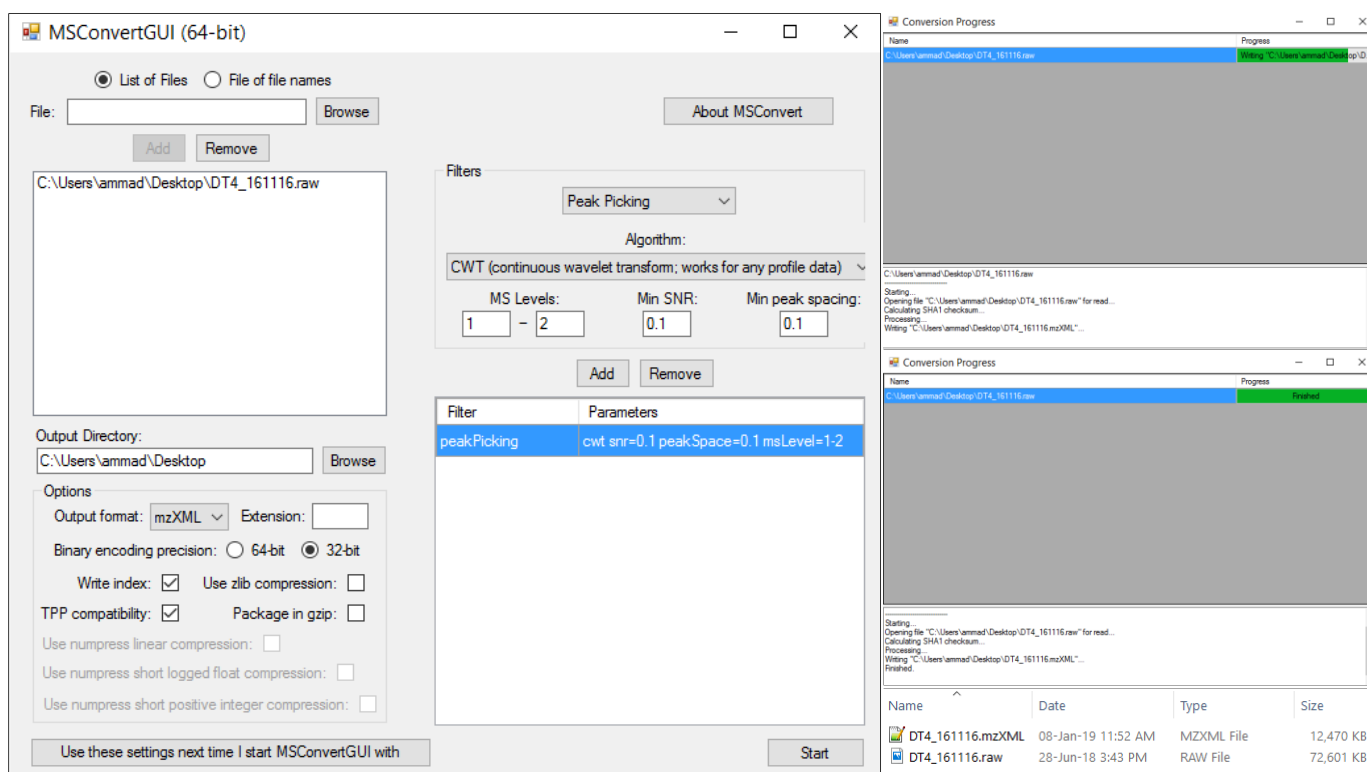 MSConvertGUI (64-bit)
List of Files File of file names
File: Browse
About MSConvert
Add Remove
C:\Users\ammad\Desktop\DT4_161116.raw
Filters
Peak Picking
Algorithm:
CWT (continuous wavelet transform; works for any profile data)
MS Levels: Min SNR: Min peak spacing:
1 - 2 0.1 0.1
Add Remove
Filter Parameters
peakPicking cwt snr=0.1 peakSpace=0.1 msLevel=1-2
Output Directory:
C:\Users\ammad\Desktop Browse
Options
Output format: mzXML Extension:
Binary encoding precision: 64-bit 32-bit
Write index: Use zlib compression:
TPP compatibility: Package in gzip:
Use numpress linear compression:
Use numpress short logged float compression:
Use numpress short positive integer compression:
Use these settings next time I start MSConvertGUI with
Start
Conversion Progress
Name Progress
C:\Users\ammad\Desktop\DT4_161116.raw Writing "C:\Users\ammad\Desktop\D
C:\Users\ammad\Desktop\DT4_161116.raw
Starting...
Opening file "C:\Users\ammad\Desktop\DT4_161116.raw" for read...
Calculating SHA1 checksum...
Processing...
Writing "C:\Users\ammad\Desktop\DT4_161116.mzXML"...
Conversion Progress
Name Progress
C:\Users\ammad\Desktop\DT4_161116.raw Finished
Starting...
Opening file "C:\Users\ammad\Desktop\DT4_161116.raw" for read...
Calculating SHA1 checksum...
Processing...
Writing "C:\Users\ammad\Desktop\DT4_161116.mzXML"...
Finished.
Name Date Type Size
DT4_161116.mzXML 08-Jan-19 11:52 AM MZXML File 12,470 KB
DT4_161116.raw 28-Jun-18 3:43 PM RAW File 72,601 KB